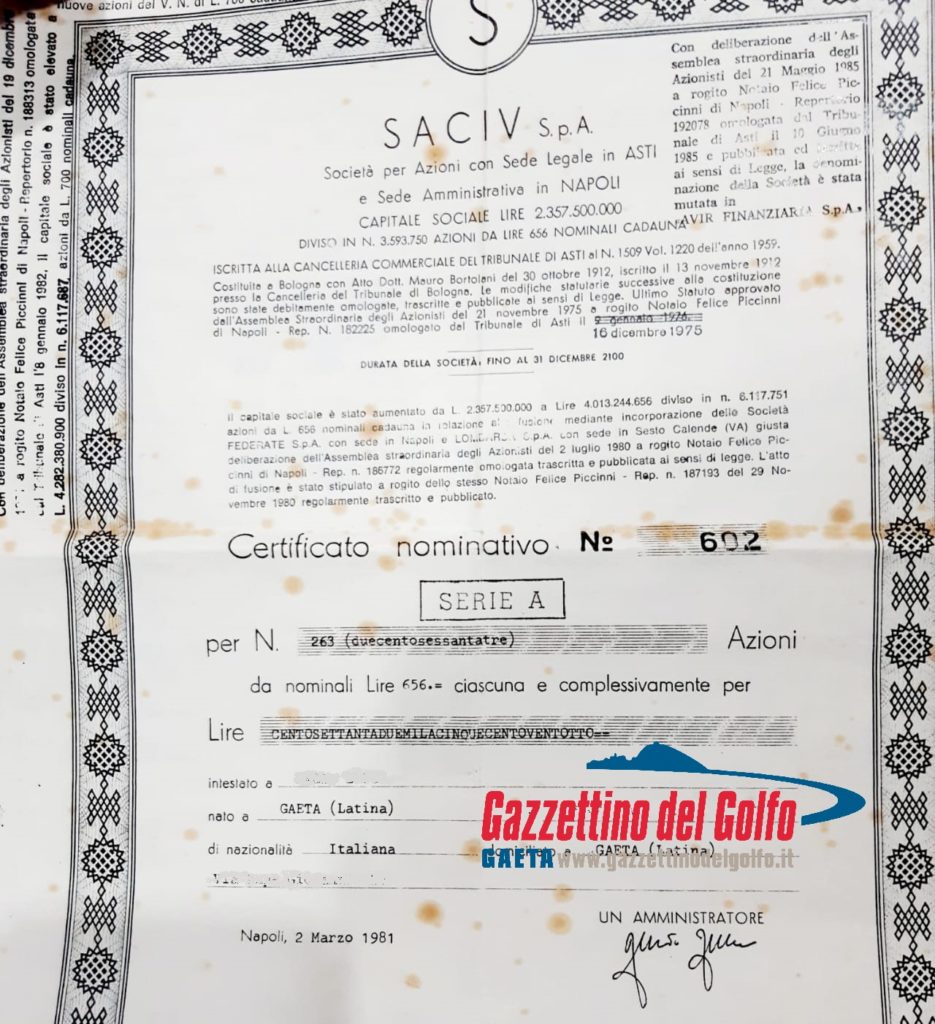 nuove azioni del V. N. di L. 700
Con deliberazione dell'Assemblea straordinaria degli Azionisti del 19 dicembre
a rogito Notaio Felice Piccinni di Napoli - Repertorio n. 188313 omologata
Asti l'8 gennaio 1982, il capitale sociale è stato elevato a
L. 4.282.380.900 diviso in n. 6.117.687 azioni da L. 700 nominali cadauna.
S
Con deliberazione dell'As-
semblea straordinaria degli
Azionisti del 21 Maggio 1985
a rogito Notaio Felice Pic-
cinni di Napoli - Repertorio
192078 omologata dal Tribu-
nale di Asti il 10 Giugno
1985 e pubblicata ed
ai sensi di Legge, la denomi-
nazione della Società è stata
mutata in
AVIR FINANZIARIA S.p.A.
SACIV S.p.A.
Società per Azioni con Sede Legale in ASTI
e Sede Amministrativa in NAPOLI
CAPITALE SOCIALE LIRE 2.357.500.000
DIVISO IN N. 3.593.750 AZIONI DA LIRE 656 NOMINALI CADAUNA
ISCRITTA ALLA CANCELLERIA COMMERCIALE DEL TRIBUNALE DI ASTI al N. 1509 Vol. 1220 dell'anno 1959.
Costituita a Bologna con Atto Dott. Mauro Bortolani del 30 ottobre 1912, iscritto il 13 novembre 1912
presso la Cancelleria del Tribunale di Bologna. Le modifiche statutarie successive alla costituzione
sono state debitamente omologate, trascritte e pubblicate ai sensi di Legge. Ultimo Statuto approvato
dall'Assemblea Straordinaria degli Azionisti del 21 novembre 1975 a rogito Notaio Felice Piccinni
di Napoli - Rep. N. 182225 omologato dal Tribunale di Asti il 9 gennaio 1976.
16 dicembre 1975
DURATA DELLA SOCIETÀ: FINO AL 31 DICEMBRE 2100
Il capitale sociale è stato aumentato da L. 2.357.500.000 a Lire 4.013.244.656 diviso in n. 6.117.751
azioni da L. 656 nominali cadauna in relazione alla fusione mediante incorporazione delle Società
FEDERATE S.p.A. con sede in Napoli e S.p.A. con sede in Sesto Calende (VA) giusta
deliberazione dell'Assemblea straordinaria degli Azionisti del 2 luglio 1980 a rogito Notaio Felice Pic-
cinni di Napoli - Rep. n. 186772 regolarmente omologata trascritta e pubblicata ai sensi di legge. L'atto
di fusione è stato stipulato a rogito dello stesso Notaio Felice Piccinni - Rep. n. 187193 del 29 No-
vembre 1980 regolarmente trascritto e pubblicato.
Certificato nominativo Nº 602
SERIE A
per N. 263 (duecentosessantatre) Azioni
da nominali Lire 656.= ciascuna e complessivamente per
Lire CENTOSETTANTADUEMILACINQUECENTOVENTOTTO==
intestato a
nato a GAETA (Latina)
di nazionalità Italiana domiciliato a GAETA (Latina)
Gazzettino del Golfo
GAETA www.gazzettinodelgolfo.it
UN AMMINISTRATORE
Napoli, 2 Marzo 1981